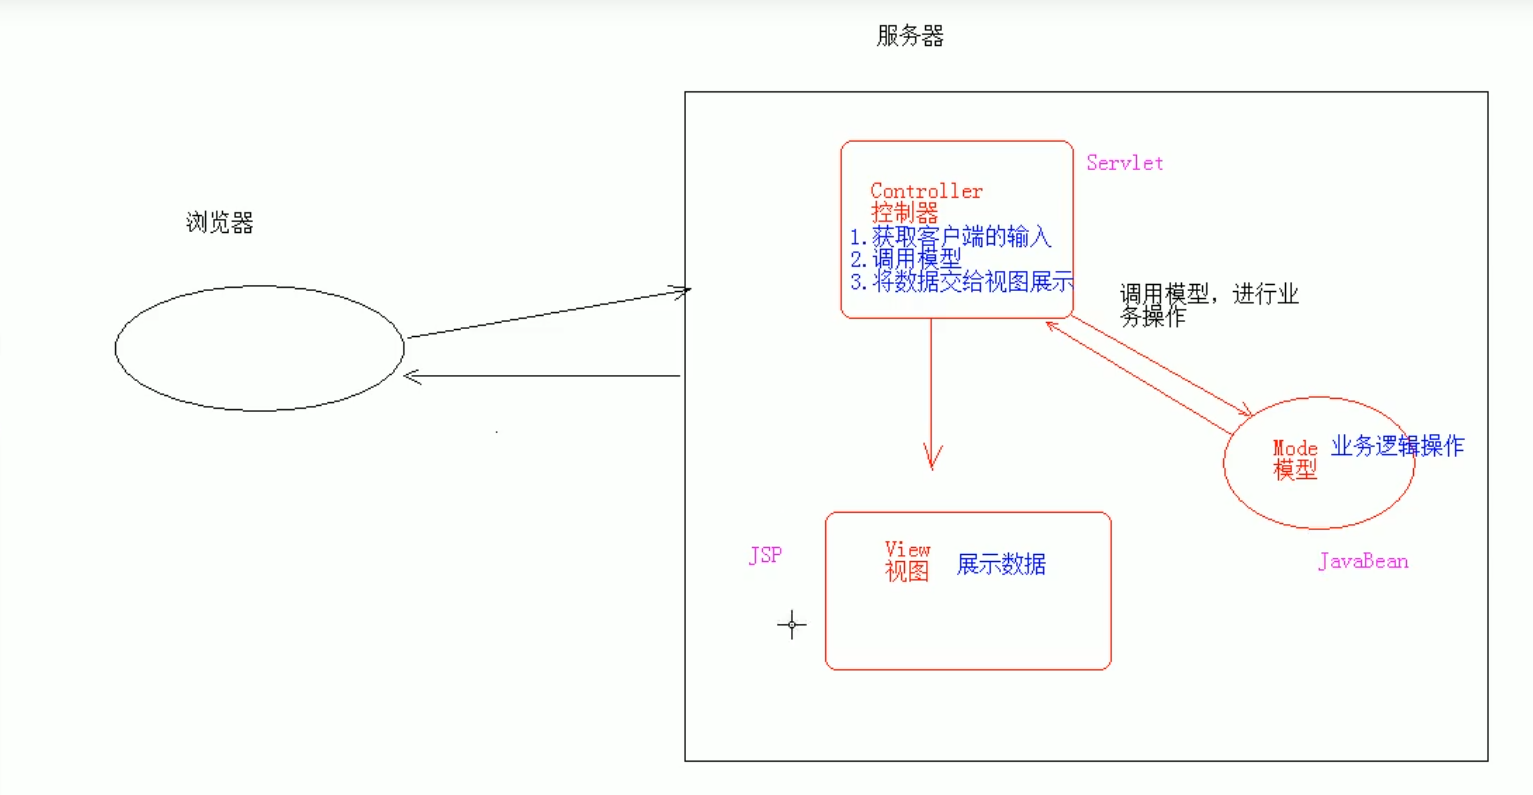 服务器
浏览器
Controller
控制器
1.获取客户端的输入
2.调用模型
3.将数据交给视图展示
Servlet
调用模型，进行业
务操作
Mode
模型
业务逻辑操作
JavaBean
JSP
View
视图
展示数据